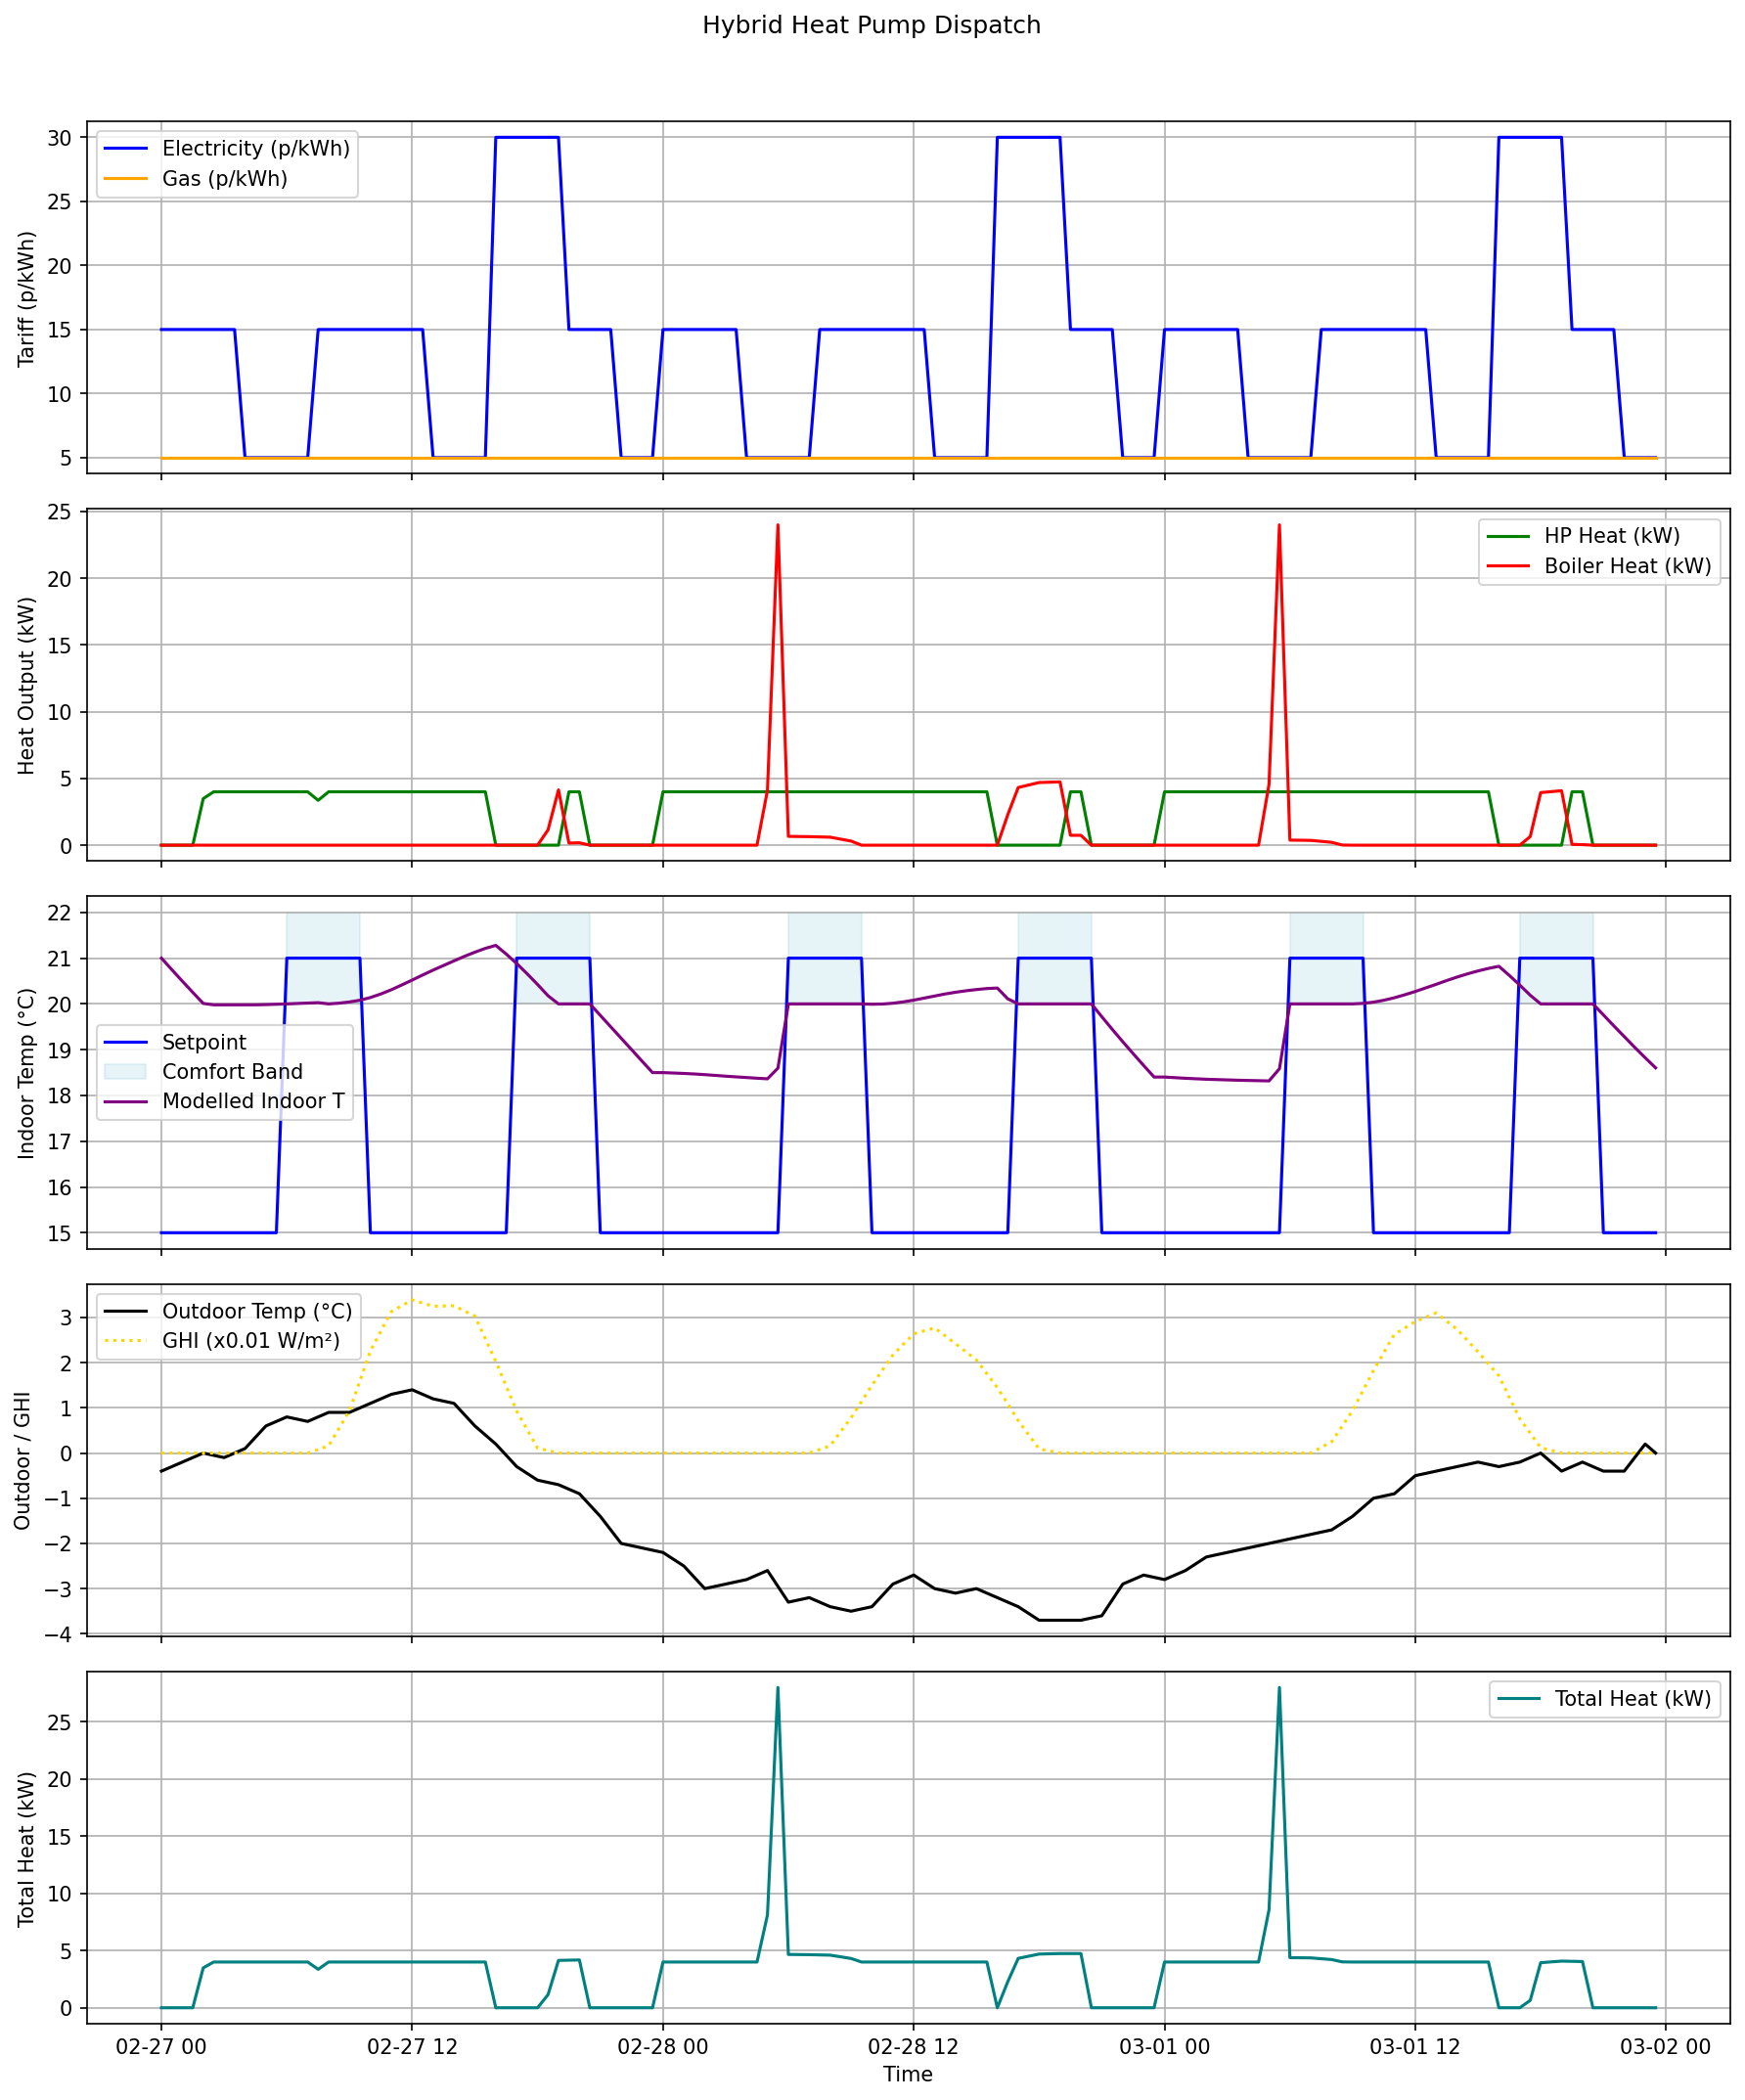 Hybrid Heat Pump Dispatch
Tariff (p/kWh)
30
25
20
15
10
5
Electricity (p/kWh)
Gas (p/kWh)
Heat Output (kW)
25
20
15
10
5
0
HP Heat (kW)
Boiler Heat (kW)
Indoor Temp (°C)
22
21
20
19
18
17
16
15
Setpoint
Comfort Band
Modelled Indoor T
Outdoor / GHI
3
2
1
0
−1
−2
−3
−4
Outdoor Temp (°C)
GHI (x0.01 W/m²)
Total Heat (kW)
25
20
15
10
5
0
Total Heat (kW)
02-27 00
02-27 12
02-28 00
02-28 12
03-01 00
03-01 12
03-02 00
Time